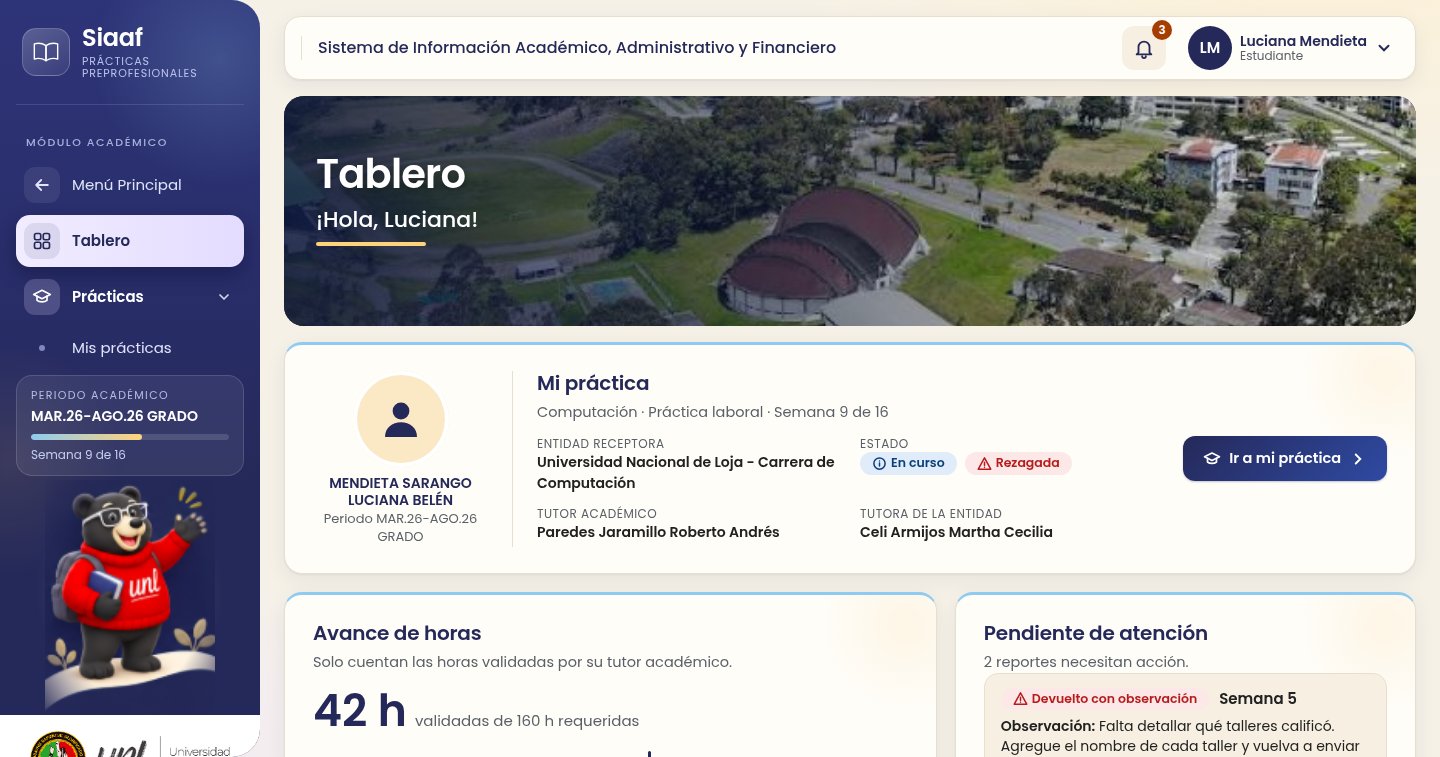 Siaaf
PRÁCTICAS
PREPROFESIONALES
MÓDULO ACADÉMICO
Menú Principal
Tablero
Prácticas
Mis prácticas
PERIODO ACADÉMICO
MAR.26-AGO.26 GRADO
Semana 9 de 16
unl
unl
Universidad
Sistema de Información Académico, Administrativo y Financiero
3
LM
Luciana Mendieta
Estudiante
Tablero
¡Hola, Luciana!
MENDIETA SARANGO
LUCIANA BELÉN
Periodo MAR.26-AGO.26
GRADO
Mi práctica
Computación · Práctica laboral · Semana 9 de 16
ENTIDAD RECEPTORA
Universidad Nacional de Loja - Carrera de
Computación
ESTADO
En curso
Rezagada
TUTOR ACADÉMICO
Paredes Jaramillo Roberto Andrés
TUTORA DE LA ENTIDAD
Celi Armijos Martha Cecilia
Ir a mi práctica
Avance de horas
Solo cuentan las horas validadas por su tutor académico.
42 h validadas de 160 h requeridas
Pendiente de atención
2 reportes necesitan acción.
Devuelto con observación
Semana 5
Observación: Falta detallar qué talleres calificó.
Agregue el nombre de cada taller y vuelva a enviar